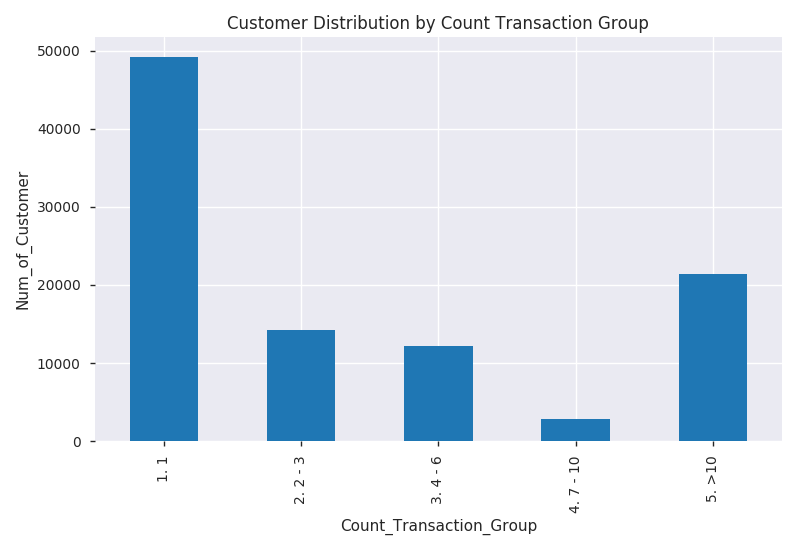 Customer Distribution by Count Transaction Group
Num_of_Customer
50000
40000
30000
20000
10000
0
1. 1
2. 2 - 3
3. 4 - 6
4. 7 - 10
5. >10
Count_Transaction_Group